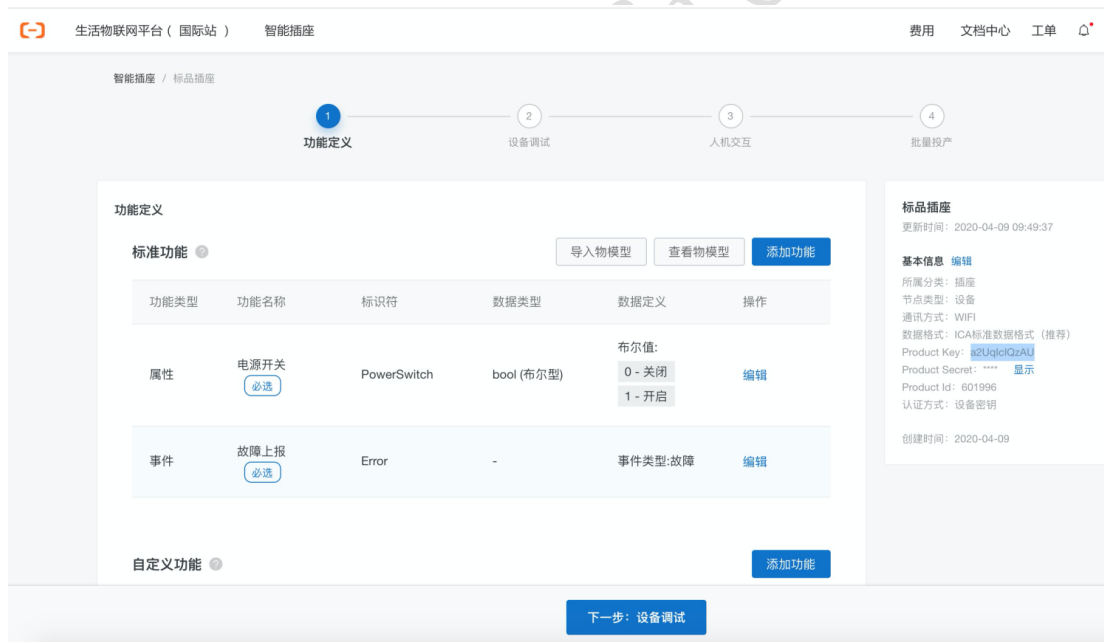 生活物联网平台（ 国际站 ） 智能插座 费用 文档中心 工单
智能插座 / 标品插座
1 2 3 4
功能定义 设备调试 人机交互 批量投产
功能定义
标准功能 ? 导入物模型 查看物模型 添加功能
功能类型 功能名称 标识符 数据类型 数据定义 操作
属性 电源开关 必选 PowerSwitch bool (布尔型) 布尔值: 0 - 关闭 1 - 开启 编辑
事件 故障上报 必选 Error - 事件类型:故障 编辑
自定义功能 ? 添加功能
标品插座
更新时间：2020-04-09 09:49:37
基本信息 编辑
所属分类：插座
节点类型：设备
通讯方式：WIFI
数据格式：ICA标准数据格式（推荐）
Product Key：a2UqIclQzAU
Product Secret：**** 显示
Product Id：601996
认证方式：设备密钥
创建时间：2020-04-09
下一步：设备调试